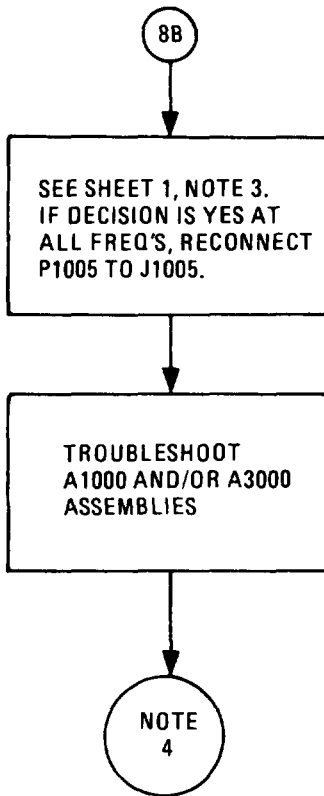 8B
SEE SHEET 1, NOTE 3.
IF DECISION IS YES AT
ALL FREQ'S, RECONNECT
P1005 TO J1005.
TROUBLESHOOT
A1000 AND/OR A3000
ASSEMBLIES
NOTE
4